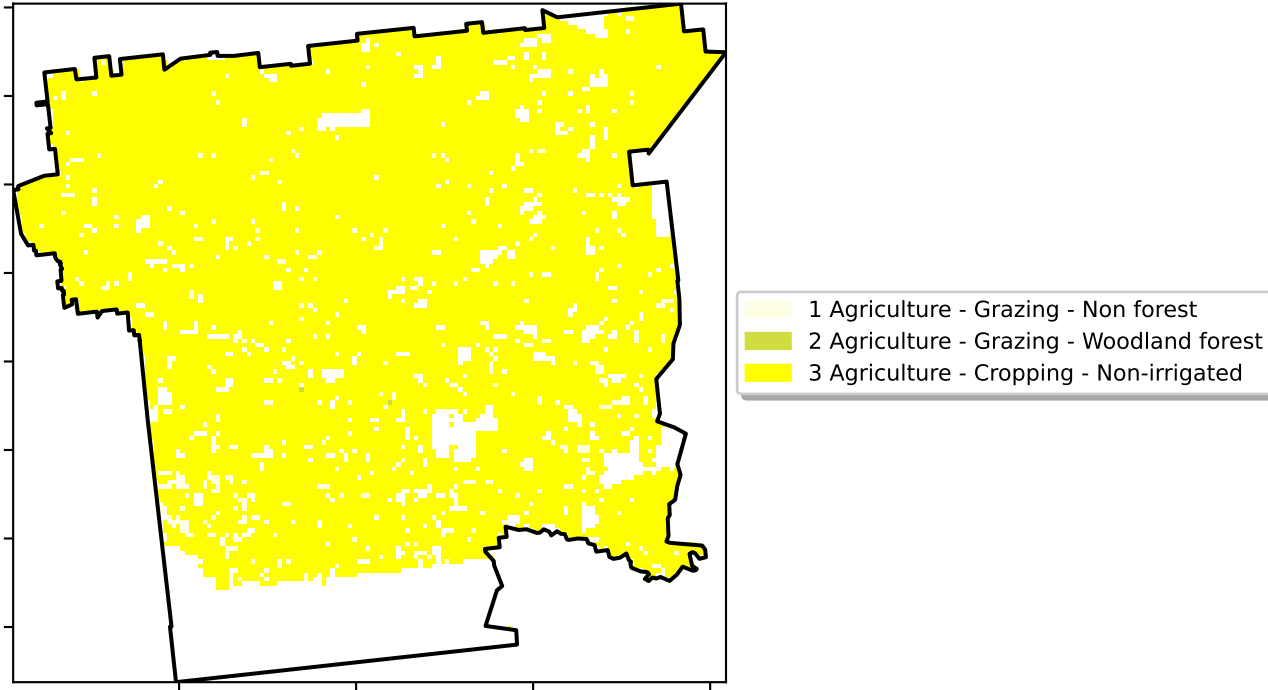 1 Agriculture - Grazing - Non forest
2 Agriculture - Grazing - Woodland forest
3 Agriculture - Cropping - Non-irrigated